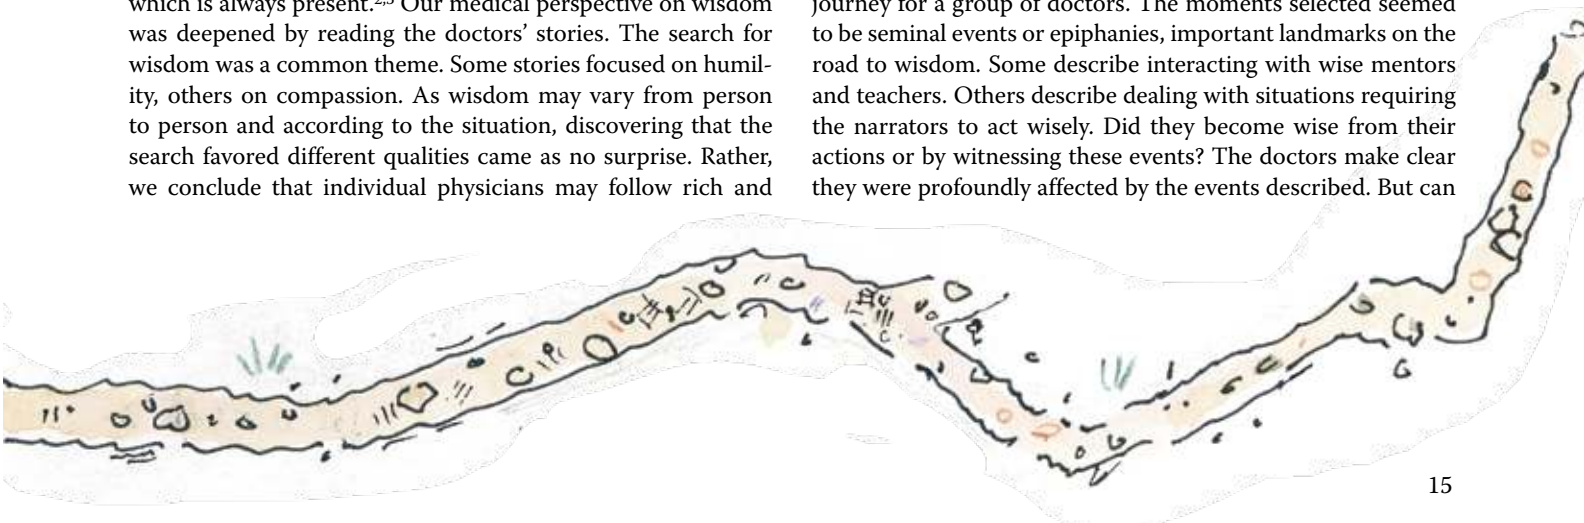 which is always present.2,3 Our medical perspective on wisdom
was deepened by reading the doctors' stories. The search for
wisdom was a common theme. Some stories focused on humil-
ity, others on compassion. As wisdom may vary from person
to person and according to the situation, discovering that the
search favored different qualities came as no surprise. Rather,
we conclude that individual physicians may follow rich and
journey for a group of doctors. The moments selected seemed
to be seminal events or epiphanies, important landmarks on the
road to wisdom. Some describe interacting with wise mentors
and teachers. Others describe dealing with situations requiring
the narrators to act wisely. Did they become wise from their
actions or by witnessing these events? The doctors make clear
they were profoundly affected by the events described. But can
15